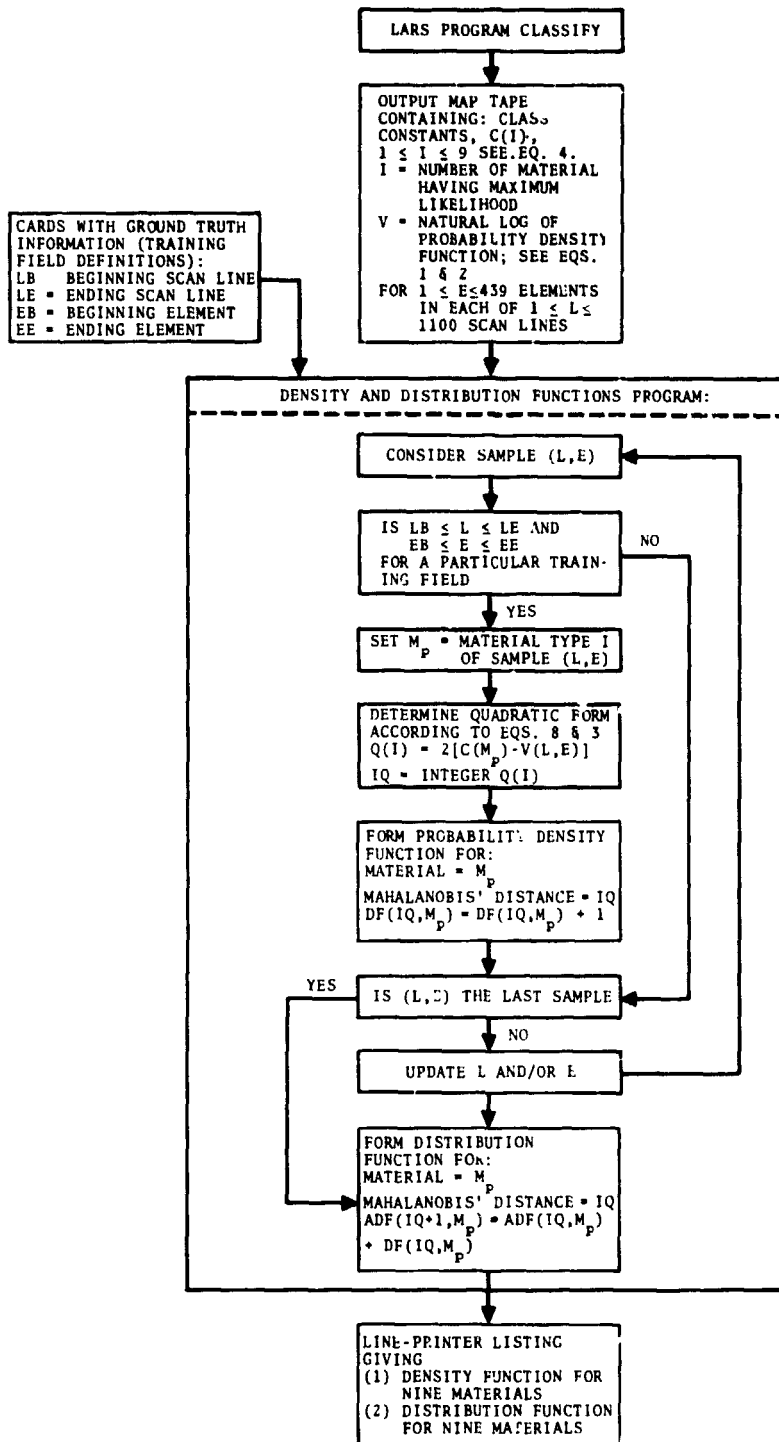 LARS PROGRAM CLASSIFY
OUTPUT MAP TAPE
CONTAINING: CLASS
CONSTANTS, C(I),
1 ≤ I ≤ 9 SEE.EQ. 4.
I = NUMBER OF MATERIAL
HAVING MAXIMUM
LIKELIHOOD
V = NATURAL LOG OF
PROBABILITY DENSITY
FUNCTION; SEE EQS.
1 & 2
FOR 1 ≤ E≤439 ELEMENTS
IN EACH OF 1 ≤ L≤
1100 SCAN LINES
CARDS WITH GROUND TRUTH
INFORMATION (TRAINING
FIELD DEFINITIONS):
LB BEGINNING SCAN LINE
LE = ENDING SCAN LINE
EB = BEGINNING ELEMENT
EE = ENDING ELEMENT
DENSITY AND DISTRIBUTION FUNCTIONS PROGRAM:
CONSIDER SAMPLE (L,E)
IS LB ≤ L ≤ LE AND
EB ≤ E ≤ EE
FOR A PARTICULAR TRAIN-
ING FIELD
NO
YES
SET Mp = MATERIAL TYPE I
OF SAMPLE (L,E)
DETERMINE QUADRATIC FORM
ACCORDING TO EQS. 8 & 3
Q(I) = 2[C(Mp)-V(L,E)]
IQ = INTEGER Q(I)
FORM PROBABILITY DENSITY
FUNCTION FOR:
MATERIAL = Mp
MAHALANOBIS' DISTANCE = IQ
DF(IQ,Mp) = DF(IQ,Mp) + 1
YES
IS (L,E) THE LAST SAMPLE
NO
UPDATE L AND/OR E
FORM DISTRIBUTION
FUNCTION FOR:
MATERIAL = Mp
MAHALANOBIS' DISTANCE = IQ
ADF(IQ+1,Mp) = ADF(IQ,Mp)
+ DF(IQ,Mp)
LINE-PRINTER LISTING
GIVING
(1) DENSITY FUNCTION FOR
NINE MATERIALS
(2) DISTRIBUTION FUNCTION
FOR NINE MATERIALS